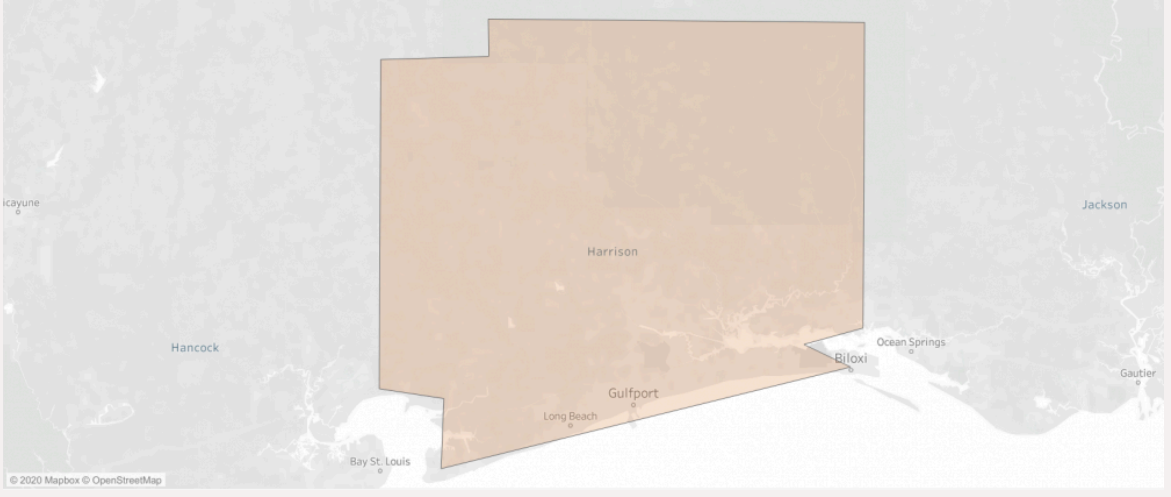 icayune
Jackson
Harrison
Hancock
Ocean Springs
Biloxi
Gautier
Gulfport
Long Beach
Bay St. Louis
© 2020 Mapbox © OpenStreetMap